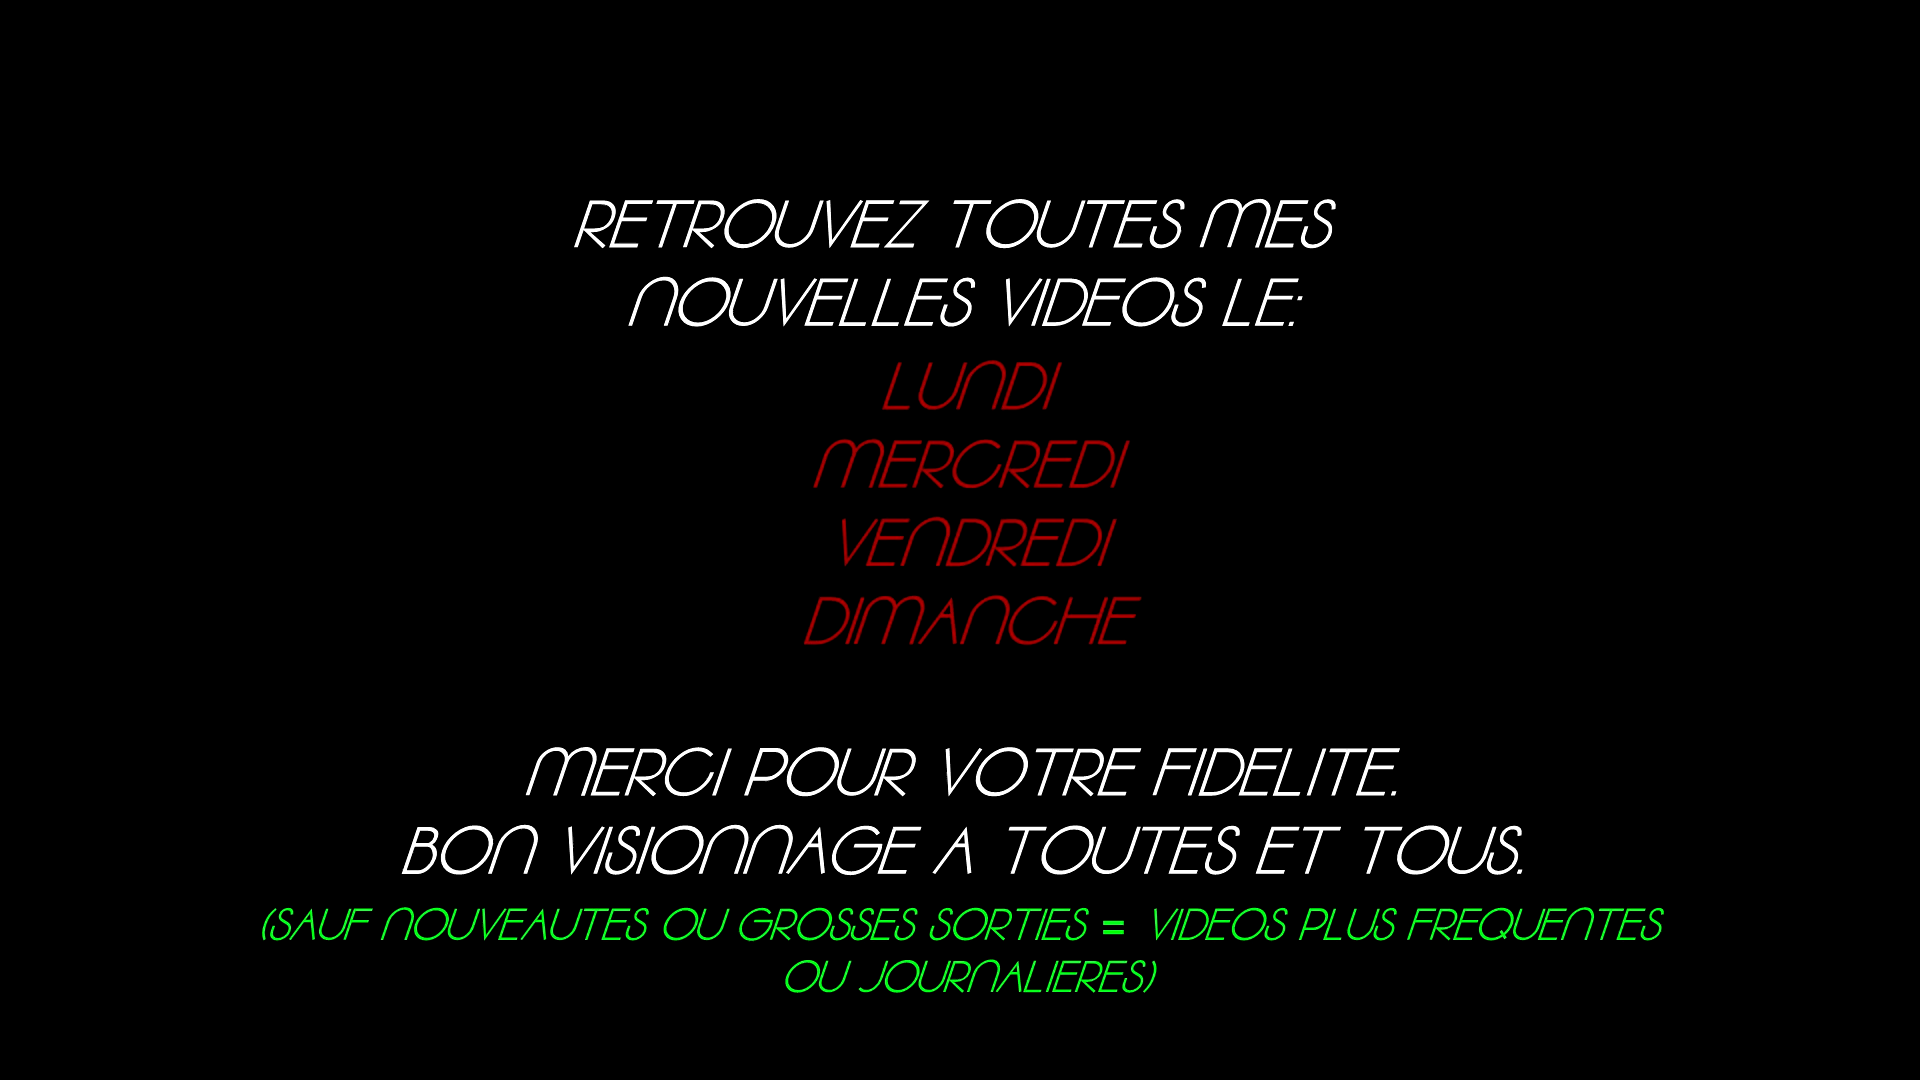 RETROUVEZ TOUTES MES
NOUVELLES VIDEOS LE:
LUNDI
MERCREDI
VENDREDI
DIMANCHE
MERCI POUR VOTRE FIDELITE.
BON VISIONNAGE A TOUTES ET TOUS.
(SAUF NOUVEAUTES OU GROSSES SORTIES = VIDEOS PLUS FREQUENTES
OU JOURNALIERES)